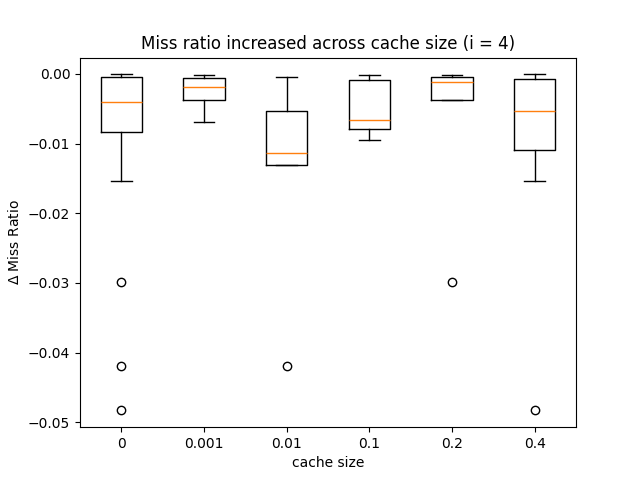 Miss ratio increased across cache size (i = 4)
0.00
−0.01
−0.02
−0.03
−0.04
−0.05
Δ Miss Ratio
0 0.001 0.01 0.1 0.2 0.4
cache size